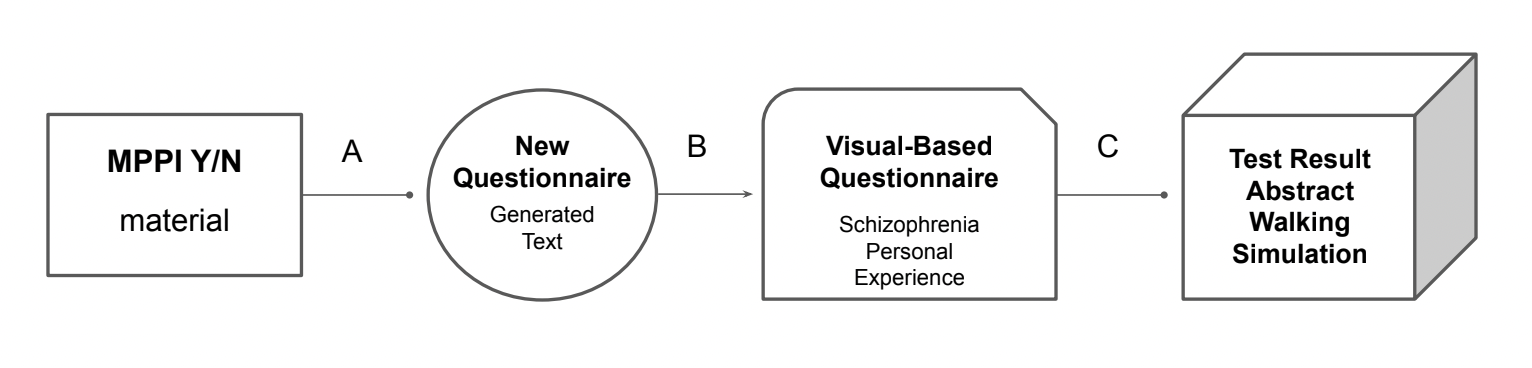 MPPI Y/N
material
A
New
Questionnaire
Generated
Text
B
Visual-Based
Questionnaire
Schizophrenia
Personal
Experience
C
Test Result
Abstract
Walking
Simulation